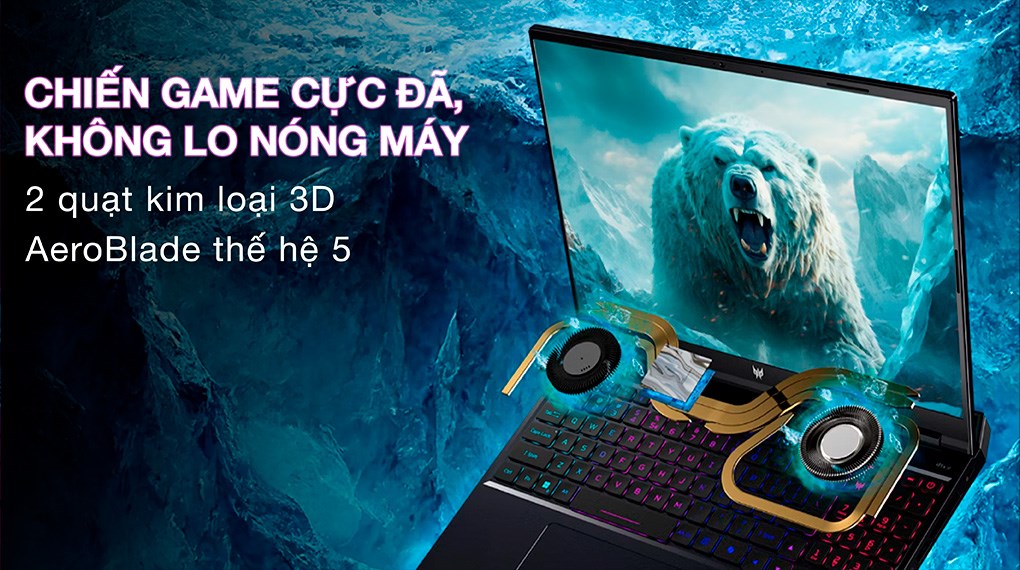 CHIẾN GAME CỰC ĐÃ,
KHÔNG LO NÓNG MÁY
2 quạt kim loại 3D
AeroBlade thế hệ 5